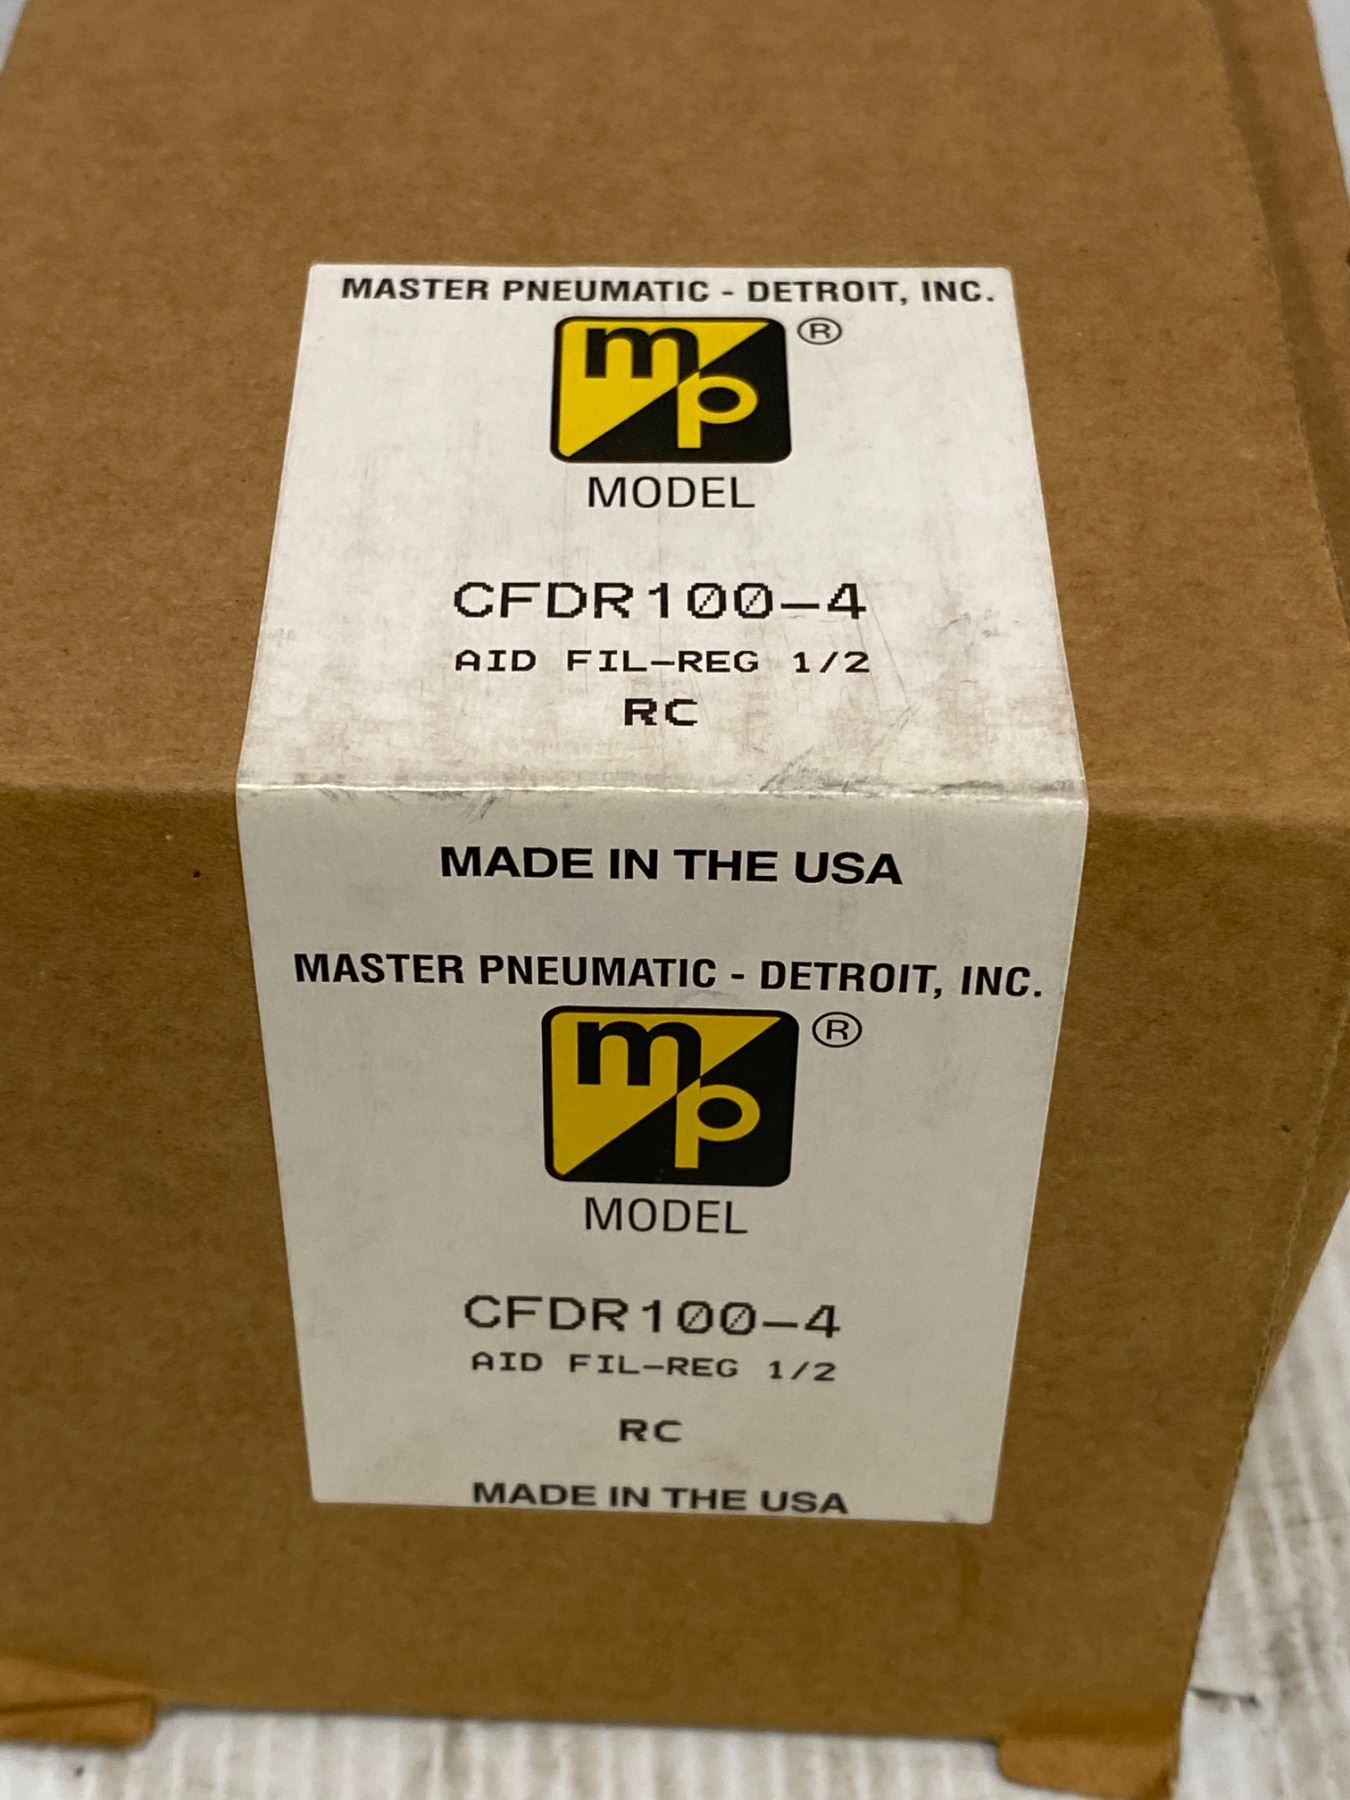 MASTER PNEUMATIC - DETROIT, INC.
mp ®
MODEL
CFDR100-4
AID FIL-REG 1/2
RC
MADE IN THE USA
MASTER PNEUMATIC - DETROIT, INC.
mp ®
MODEL
CFDR100-4
AID FIL-REG 1/2
RC
MADE IN THE USA